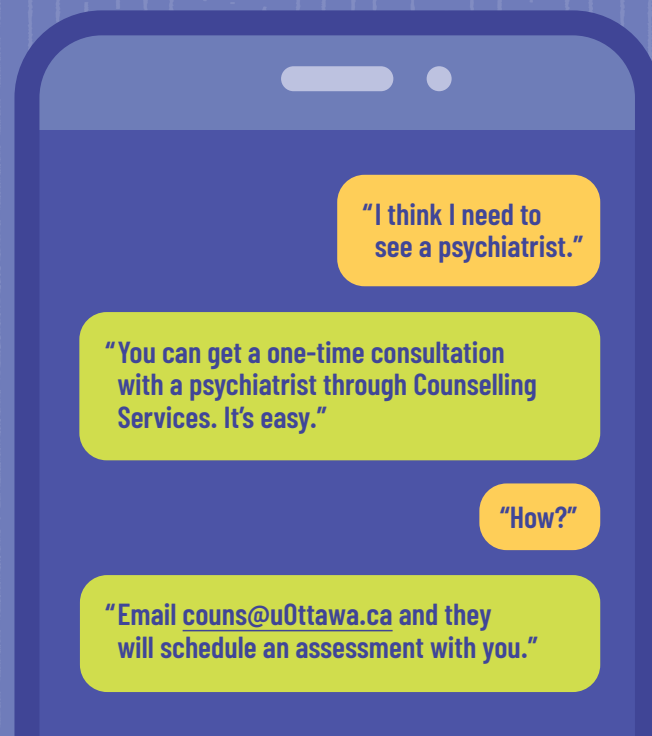 “I think I need to
see a psychiatrist.”
“You can get a one-time consultation
with a psychiatrist through Counselling
Services. It’s easy.”
“How?”
“Email couns@uOttawa.ca and they
will schedule an assessment with you.”